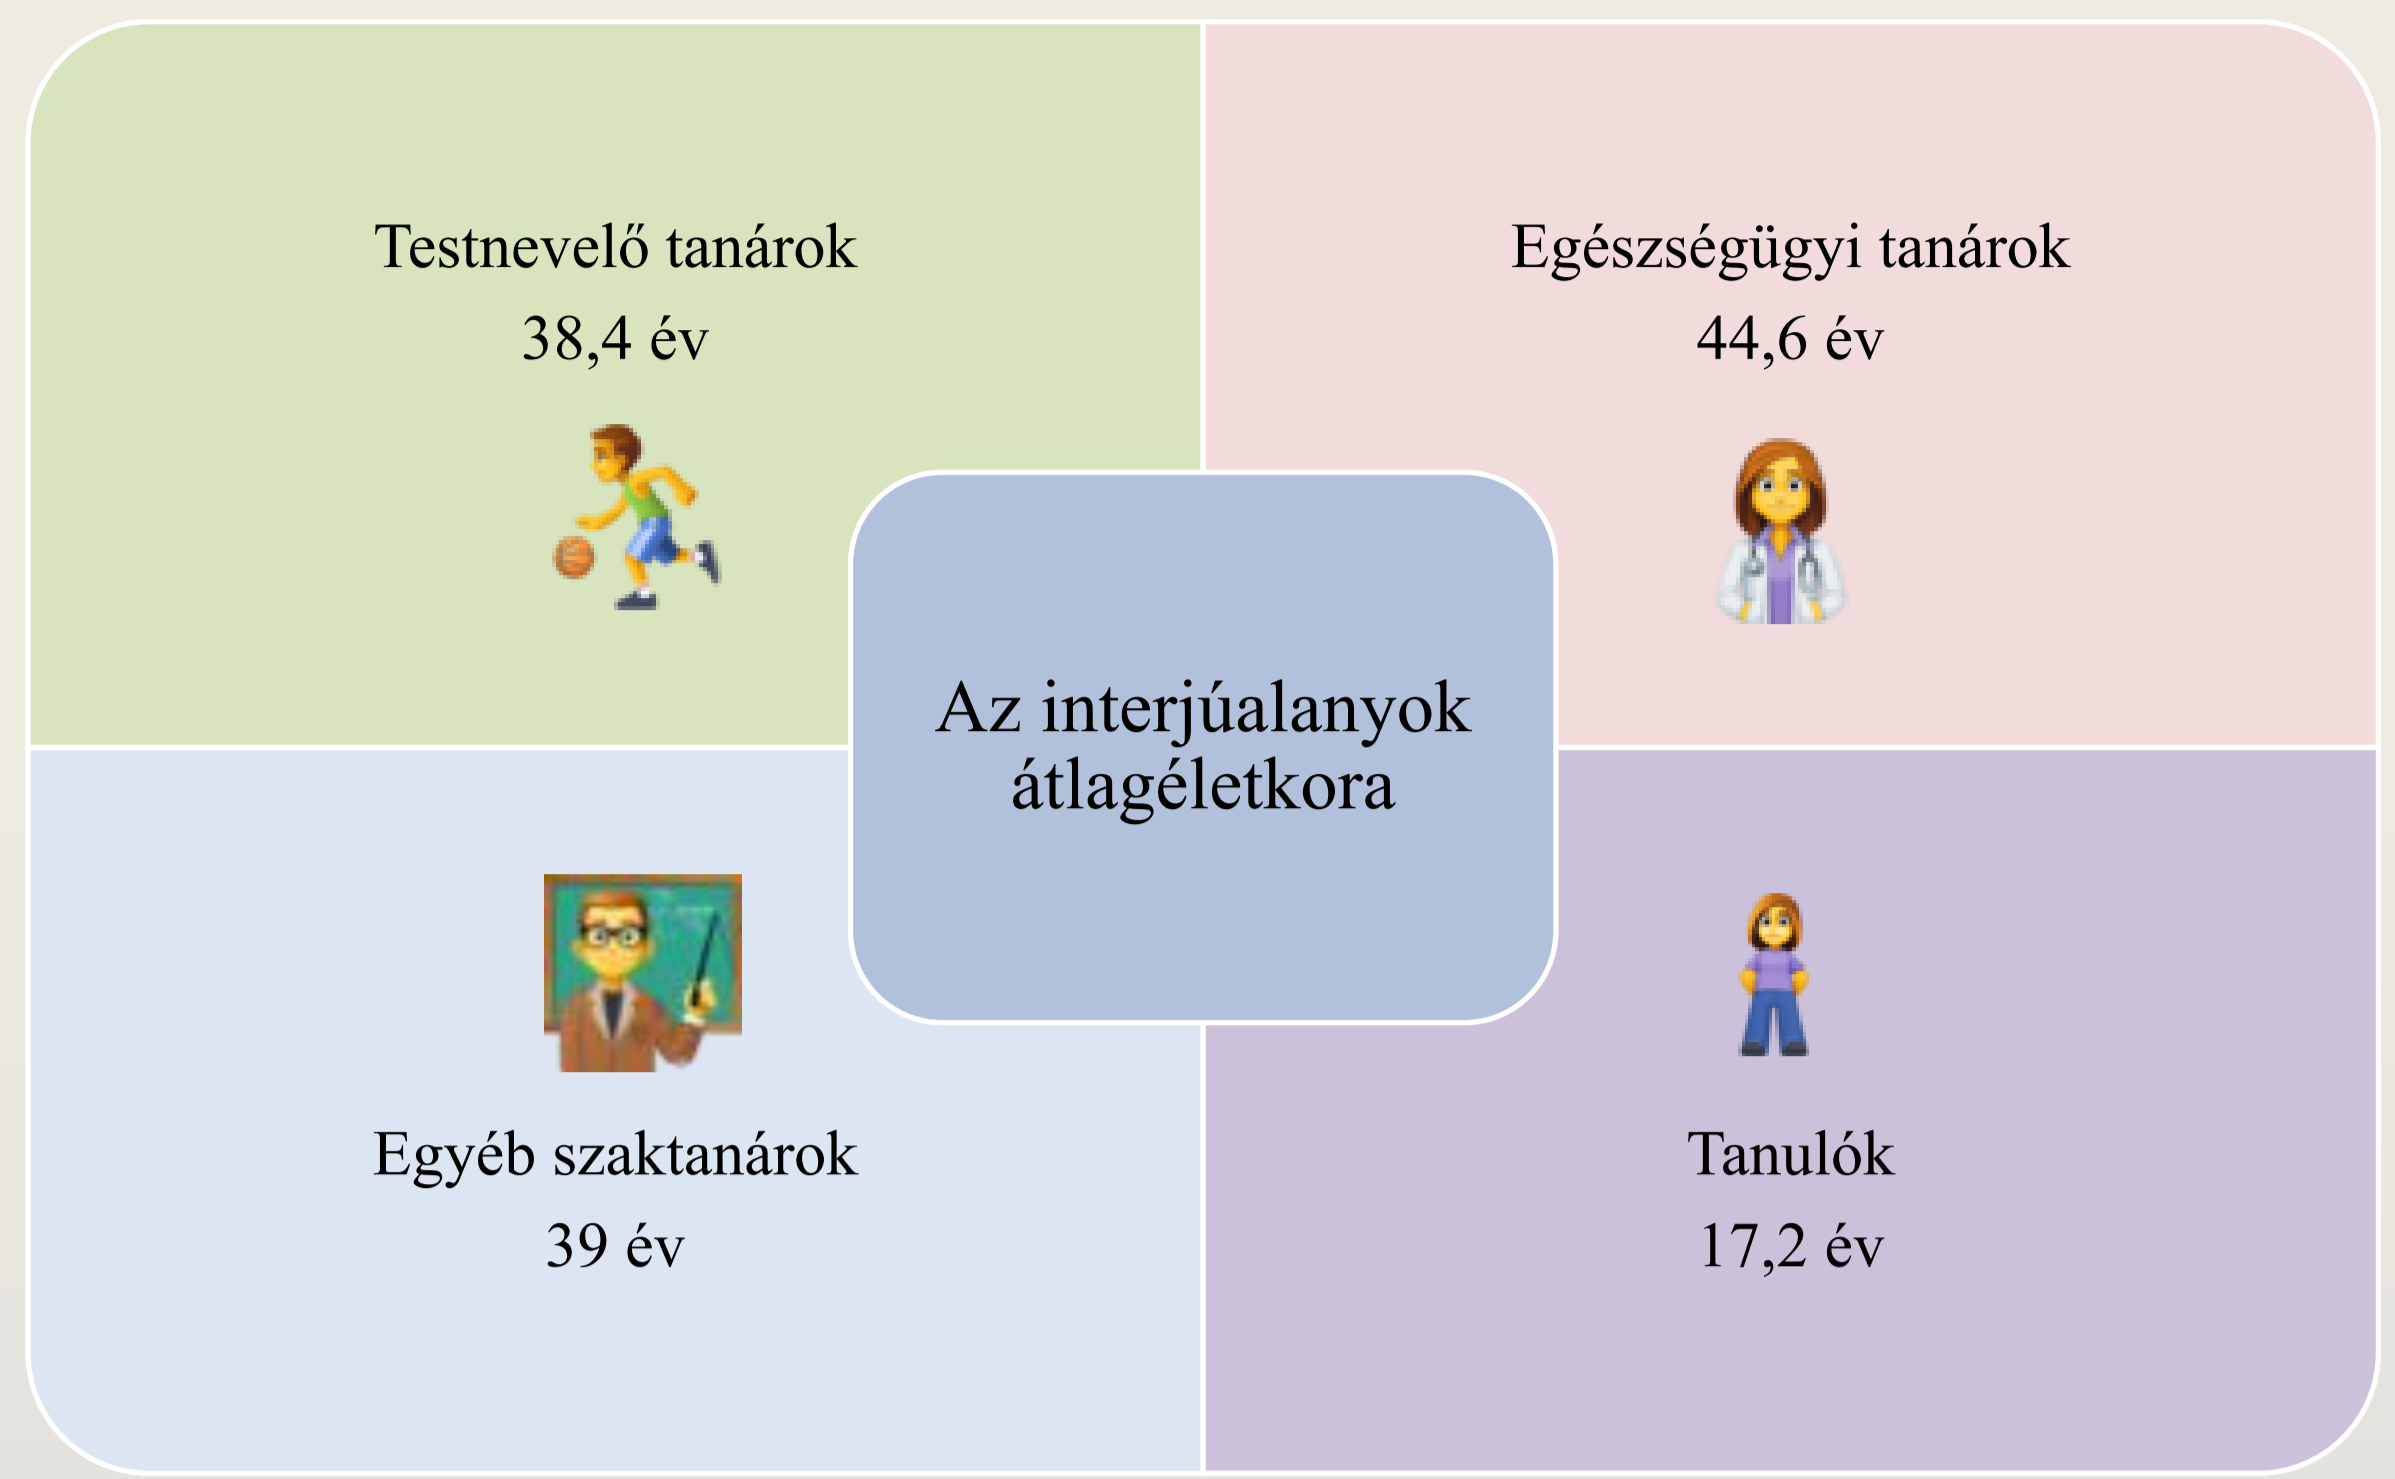 Testnevelő tanárok
38,4 év
Egészségügyi tanárok
44,6 év
Az interjúalanyok
átlagéletkora
Egyéb szaktanárok
39 év
Tanulók
17,2 év